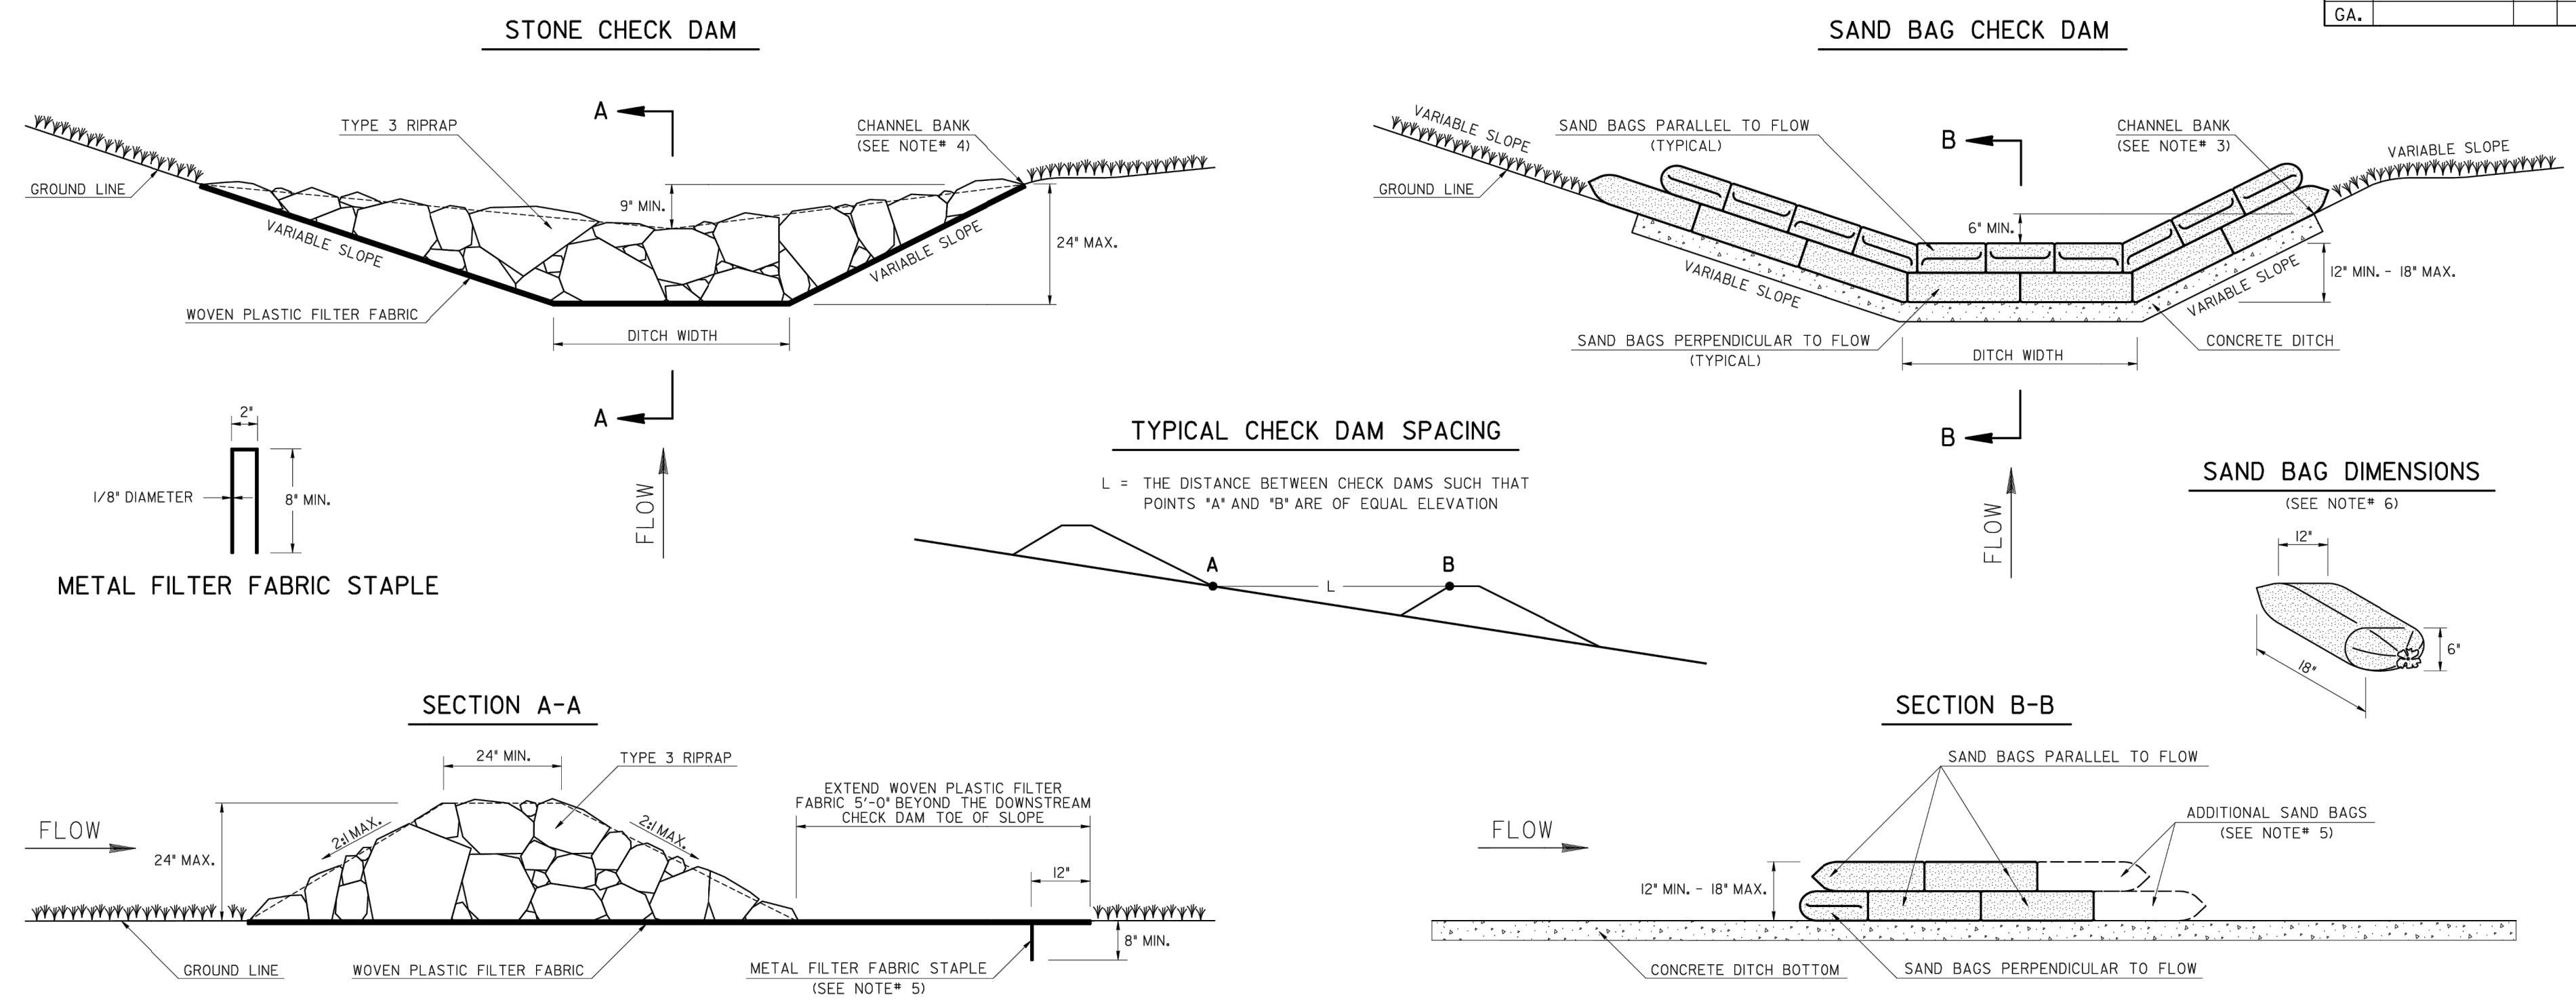 GA.
STONE CHECK DAM
A
TYPE 3 RIPRAP
CHANNEL BANK
(SEE NOTE# 4)
GROUND LINE
9" MIN.
VARIABLE SLOPE
VARIABLE SLOPE
24" MAX.
WOVEN PLASTIC FILTER FABRIC
DITCH WIDTH
A
FLOW
2"
1/8" DIAMETER
8" MIN.
METAL FILTER FABRIC STAPLE
SAND BAG CHECK DAM
VARIABLE SLOPE
SAND BAGS PARALLEL TO FLOW
(TYPICAL)
B
CHANNEL BANK
(SEE NOTE# 3)
VARIABLE SLOPE
GROUND LINE
6" MIN.
VARIABLE SLOPE
VARIABLE SLOPE
12" MIN. - 18" MAX.
SAND BAGS PERPENDICULAR TO FLOW
(TYPICAL)
CONCRETE DITCH
DITCH WIDTH
B
FLOW
TYPICAL CHECK DAM SPACING
L = THE DISTANCE BETWEEN CHECK DAMS SUCH THAT
POINTS "A" AND "B" ARE OF EQUAL ELEVATION
A
L
B
SAND BAG DIMENSIONS
(SEE NOTE# 6)
12"
6"
18"
SECTION A-A
24" MIN.
TYPE 3 RIPRAP
EXTEND WOVEN PLASTIC FILTER
FABRIC 5'-0" BEYOND THE DOWNSTREAM
CHECK DAM TOE OF SLOPE
FLOW
2:1 MAX.
2:1 MAX.
24" MAX.
12"
8" MIN.
GROUND LINE
WOVEN PLASTIC FILTER FABRIC
METAL FILTER FABRIC STAPLE
(SEE NOTE# 5)
SECTION B-B
SAND BAGS PARALLEL TO FLOW
ADDITIONAL SAND BAGS
(SEE NOTE# 5)
FLOW
12" MIN. - 18" MAX.
CONCRETE DITCH BOTTOM
SAND BAGS PERPENDICULAR TO FLOW